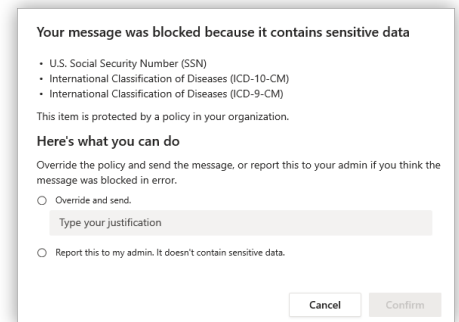 Your message was blocked because it contains sensitive data
• U.S. Social Security Number (SSN)
• International Classification of Diseases (ICD-10-CM)
• International Classification of Diseases (ICD-9-CM)
This item is protected by a policy in your organization.
Here's what you can do
Override the policy and send the message, or report this to your admin if you think the
message was blocked in error.
Override and send.
Type your justification
Report this to my admin. It doesn't contain sensitive data.
Cancel Confirm